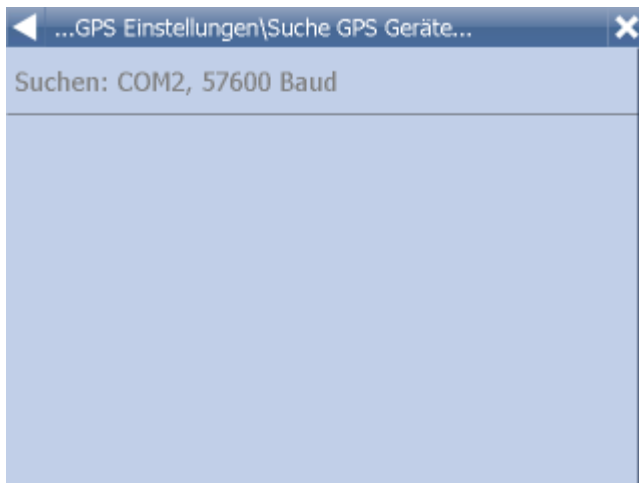 ...GPS Einstellungen\Suche GPS Geräte...
Suchen: COM2, 57600 Baud